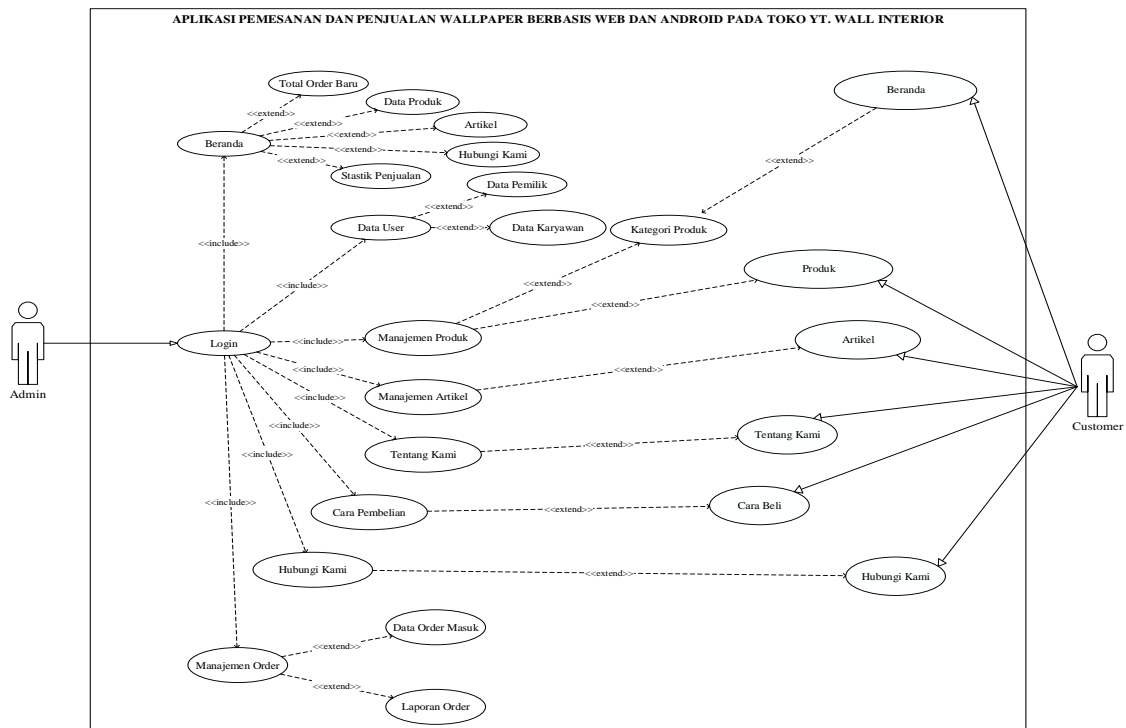 APLIKASI PEMESANAN DAN PENJUALAN WALLPAPER BERBASIS WEB DAN ANDROID PADA TOKO YT. WALL INTERIOR
Total Order Baru
<<extend>>
Data Produk
<<extend>>
Artikel
<<extend>>
Beranda
Hubungi Kami
<<extend>>
<<extend>>
Stastik Penjualan
Beranda
<<extend>>
Data Pemilik
<<extend>>
Data User
<<extend>>
Data Karyawan
Kategori Produk
<<include>>
<<include>>
<<extend>>
Produk
<<extend>>
Login
<<include>>
Manajemen Produk
Artikel
<<include>>
<<extend>>
Manajemen Artikel
<<include>>
Admin
Customer
<<include>>
Tentang Kami
<<extend>>
Tentang Kami
<<include>>
<<include>>
Cara Pembelian
<<extend>>
Cara Beli
Hubungi Kami
<<extend>>
Hubungi Kami
Data Order Masuk
<<extend>>
Manajemen Order
<<extend>>
Laporan Order